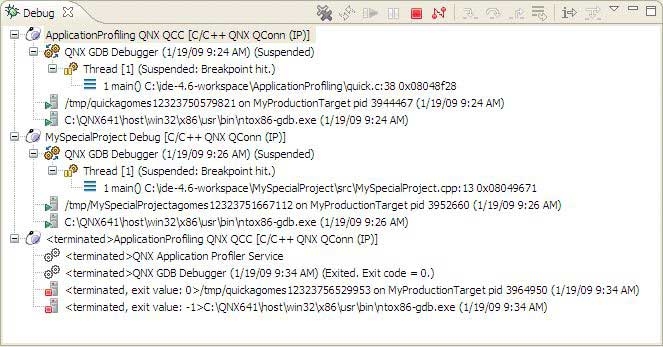 Debug
ApplicationProfiling QNX QCC [C/C++ QNX QConn (IP)]
QNX GDB Debugger (1/19/09 9:24 AM) (Suspended)
Thread [1] (Suspended: Breakpoint hit.)
1 main() C:\ide-4.6-workspace\ApplicationProfiling\quick.c:38 0x08048f28
/tmp/quickagomes12323750579821 on MyProductionTarget pid 3944467 (1/19/09 9:24 AM)
C:\QNX641\host\win32\x86\usr\bin\ntox86-gdb.exe (1/19/09 9:24 AM)
MySpecialProject Debug [C/C++ QNX QConn (IP)]
QNX GDB Debugger (1/19/09 9:26 AM) (Suspended)
Thread [1] (Suspended: Breakpoint hit.)
1 main() C:\ide-4.6-workspace\MySpecialProject\src\MySpecialProject.cpp:13 0x08049671
/tmp/MySpecialProjectagomes12323751667112 on MyProductionTarget pid 3952660 (1/19/09 9:26 AM)
C:\QNX641\host\win32\x86\usr\bin\ntox86-gdb.exe (1/19/09 9:26 AM)
<terminated>ApplicationProfiling QNX QCC [C/C++ QNX QConn (IP)]
<terminated>QNX Application Profiler Service
<terminated>QNX GDB Debugger (1/19/09 9:34 AM) (Exited. Exit code = 0.)
<terminated, exit value: 0>/tmp/quickagomes12323756529953 on MyProductionTarget pid 3964950 (1/19/09 9:34 AM)
<terminated, exit value: -1>C:\QNX641\host\win32\x86\usr\bin\ntox86-gdb.exe (1/19/09 9:34 AM)